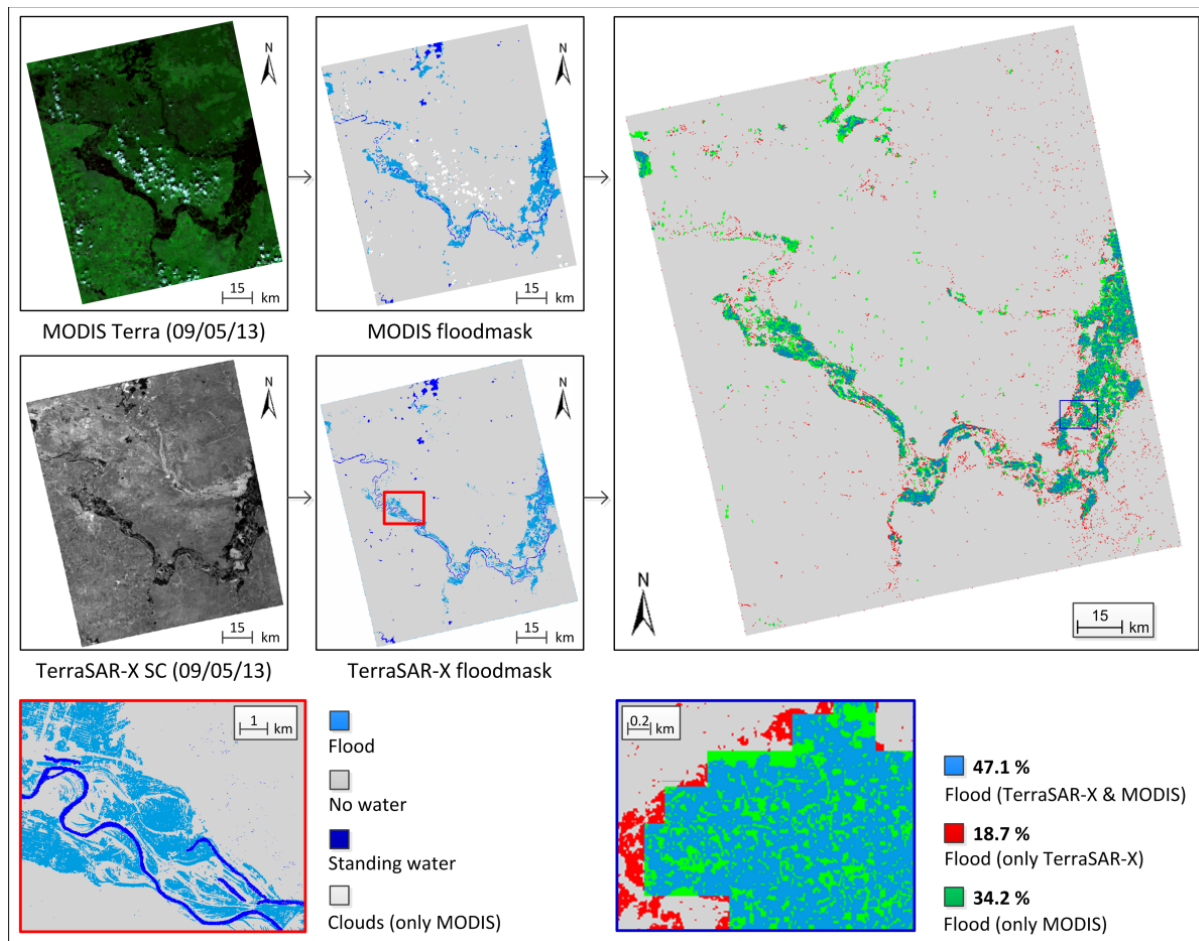 N
15 km
MODIS Terra (09/05/13)
N
15 km
MODIS floodmask
N
15 km
TerraSAR-X SC (09/05/13)
N
15 km
TerraSAR-X floodmask
N
15
km
1
km
Flood
No water
Standing water
Clouds (only MODIS)
0.2
km
47.1 %
Flood (TerraSAR-X & MODIS)
18.7 %
Flood (only TerraSAR-X)
34.2 %
Flood (only MODIS)